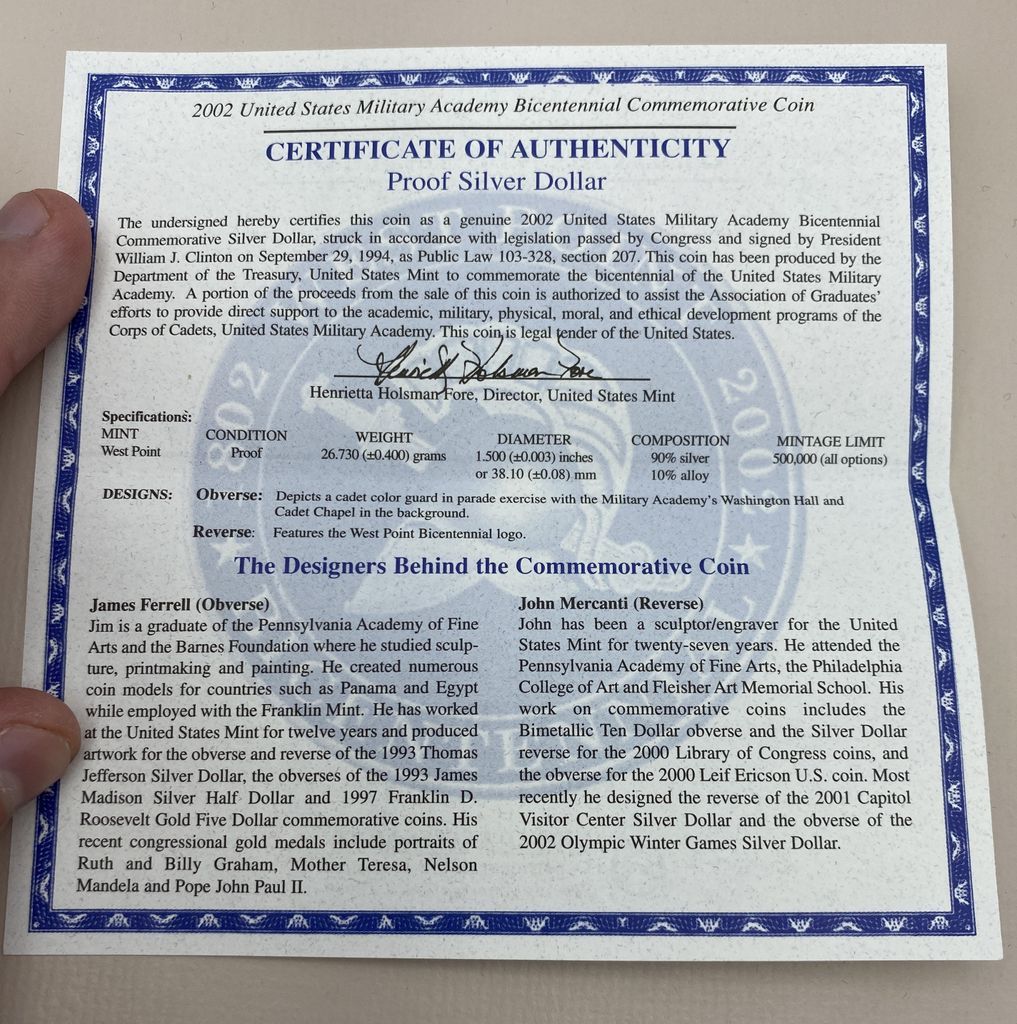 2002 United States Military Academy Bicentennial Commemorative Coin
CERTIFICATE OF AUTHENTICITY
Proof Silver Dollar
The undersigned hereby certifies this coin as a genuine 2002 United States Military Academy Bicentennial
Commemorative Silver Dollar, struck in accordance with legislation passed by Congress and signed by President
William J. Clinton on September 29, 1994, as Public Law 103-328, section 207. This coin has been produced by the
Department of the Treasury, United States Mint to commemorate the bicentennial of the United States Military
Academy. A portion of the proceeds from the sale of this coin is authorized to assist the Association of Graduates'
efforts to provide direct support to the academic, military, physical, moral, and ethical development programs of the
Corps of Cadets, United States Military Academy. This coin is legal tender of the United States.
Henrietta Holsman Fore
Henrietta Holsman Fore, Director, United States Mint
1802 2002
Specifications:
MINT CONDITION WEIGHT DIAMETER COMPOSITION MINTAGE LIMIT
West Point Proof 26.730 (±0.400) grams 1.500 (±0.003) inches 90% silver 500,000 (all options)
or 38.10 (±0.08) mm 10% alloy
DESIGNS: Obverse: Depicts a cadet color guard in parade exercise with the Military Academy's Washington Hall and
Cadet Chapel in the background.
Reverse: Features the West Point Bicentennial logo.
The Designers Behind the Commemorative Coin
James Ferrell (Obverse)
Jim is a graduate of the Pennsylvania Academy of Fine
Arts and the Barnes Foundation where he studied sculp-
ture, printmaking and painting. He created numerous
coin models for countries such as Panama and Egypt
while employed with the Franklin Mint. He has worked
at the United States Mint for twelve years and produced
artwork for the obverse and reverse of the 1993 Thomas
Jefferson Silver Dollar, the obverses of the 1993 James
Madison Silver Half Dollar and 1997 Franklin D.
Roosevelt Gold Five Dollar commemorative coins. His
recent congressional gold medals include portraits of
Ruth and Billy Graham, Mother Teresa, Nelson
Mandela and Pope John Paul II.
John Mercanti (Reverse)
John has been a sculptor/engraver for the United
States Mint for twenty-seven years. He attended the
Pennsylvania Academy of Fine Arts, the Philadelphia
College of Art and Fleisher Art Memorial School. His
work on commemorative coins includes the
Bimetallic Ten Dollar obverse and the Silver Dollar
reverse for the 2000 Library of Congress coins, and
the obverse for the 2000 Leif Ericson U.S. coin. Most
recently he designed the reverse of the 2001 Capitol
Visitor Center Silver Dollar and the obverse of the
2002 Olympic Winter Games Silver Dollar.